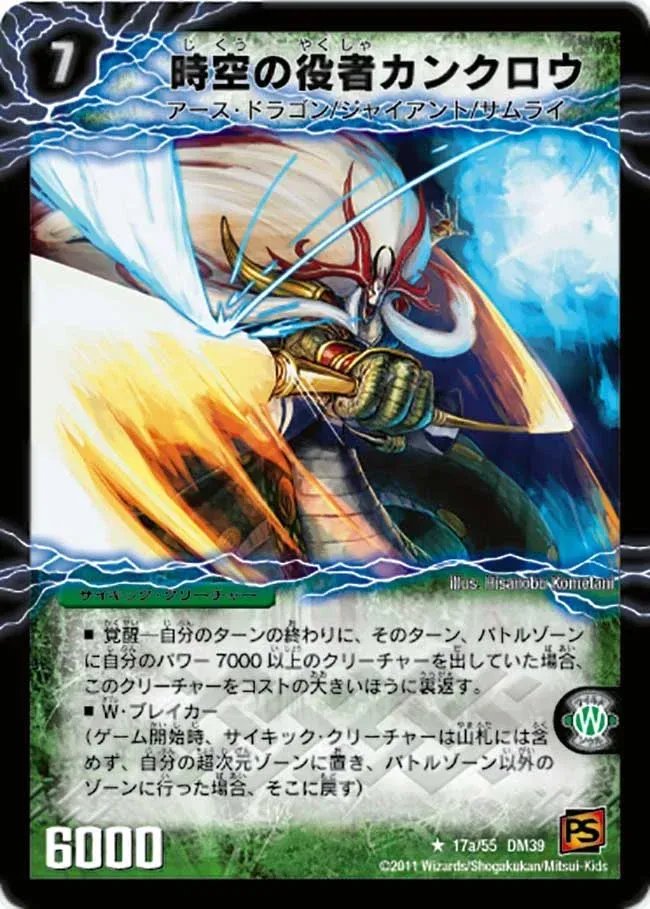 7
じくう やくしゃ
時空の役者カンクロウ
アース・ドラゴン/ジャイアント/サムライ
illus. Hisanobu Kometani
サイキック・クリーチャー
■ 覚醒―自分のターンの終わりに、そのターン、バトルゾーン
に自分のパワー 7000 以上のクリーチャーを出していた場合、
このクリーチャーをコストの大きいほうに裏返す。
■ W・ブレイカー
(ゲーム開始時、サイキック・クリーチャーは山札には含
めず、自分の超次元ゾーンに置き、バトルゾーン以外の
ゾーンに行った場合、そこに戻す)
W
6000
PS
★ 17a/55 DM39
©2011 Wizards/Shogakukan/Mitsui-Kids